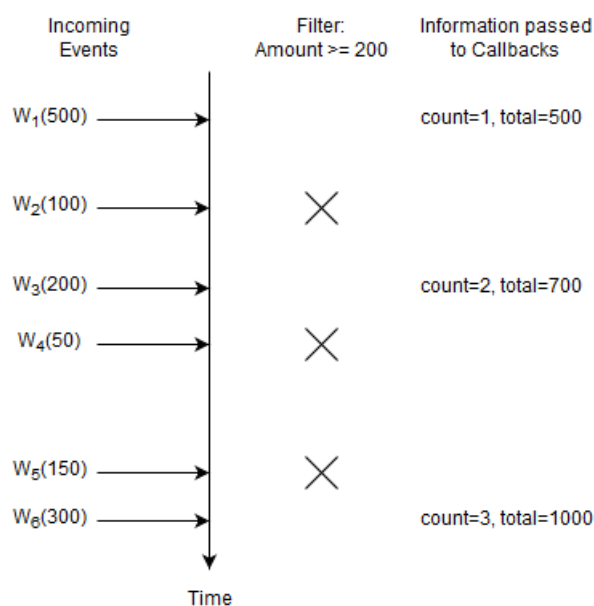 Incoming
Events
Filter:
Amount >= 200
Information passed
to Callbacks
W₁(500)
count=1, total=500
W₂(100)
W₃(200)
count=2, total=700
W₄(50)
W₅(150)
W₆(300)
count=3, total=1000
Time